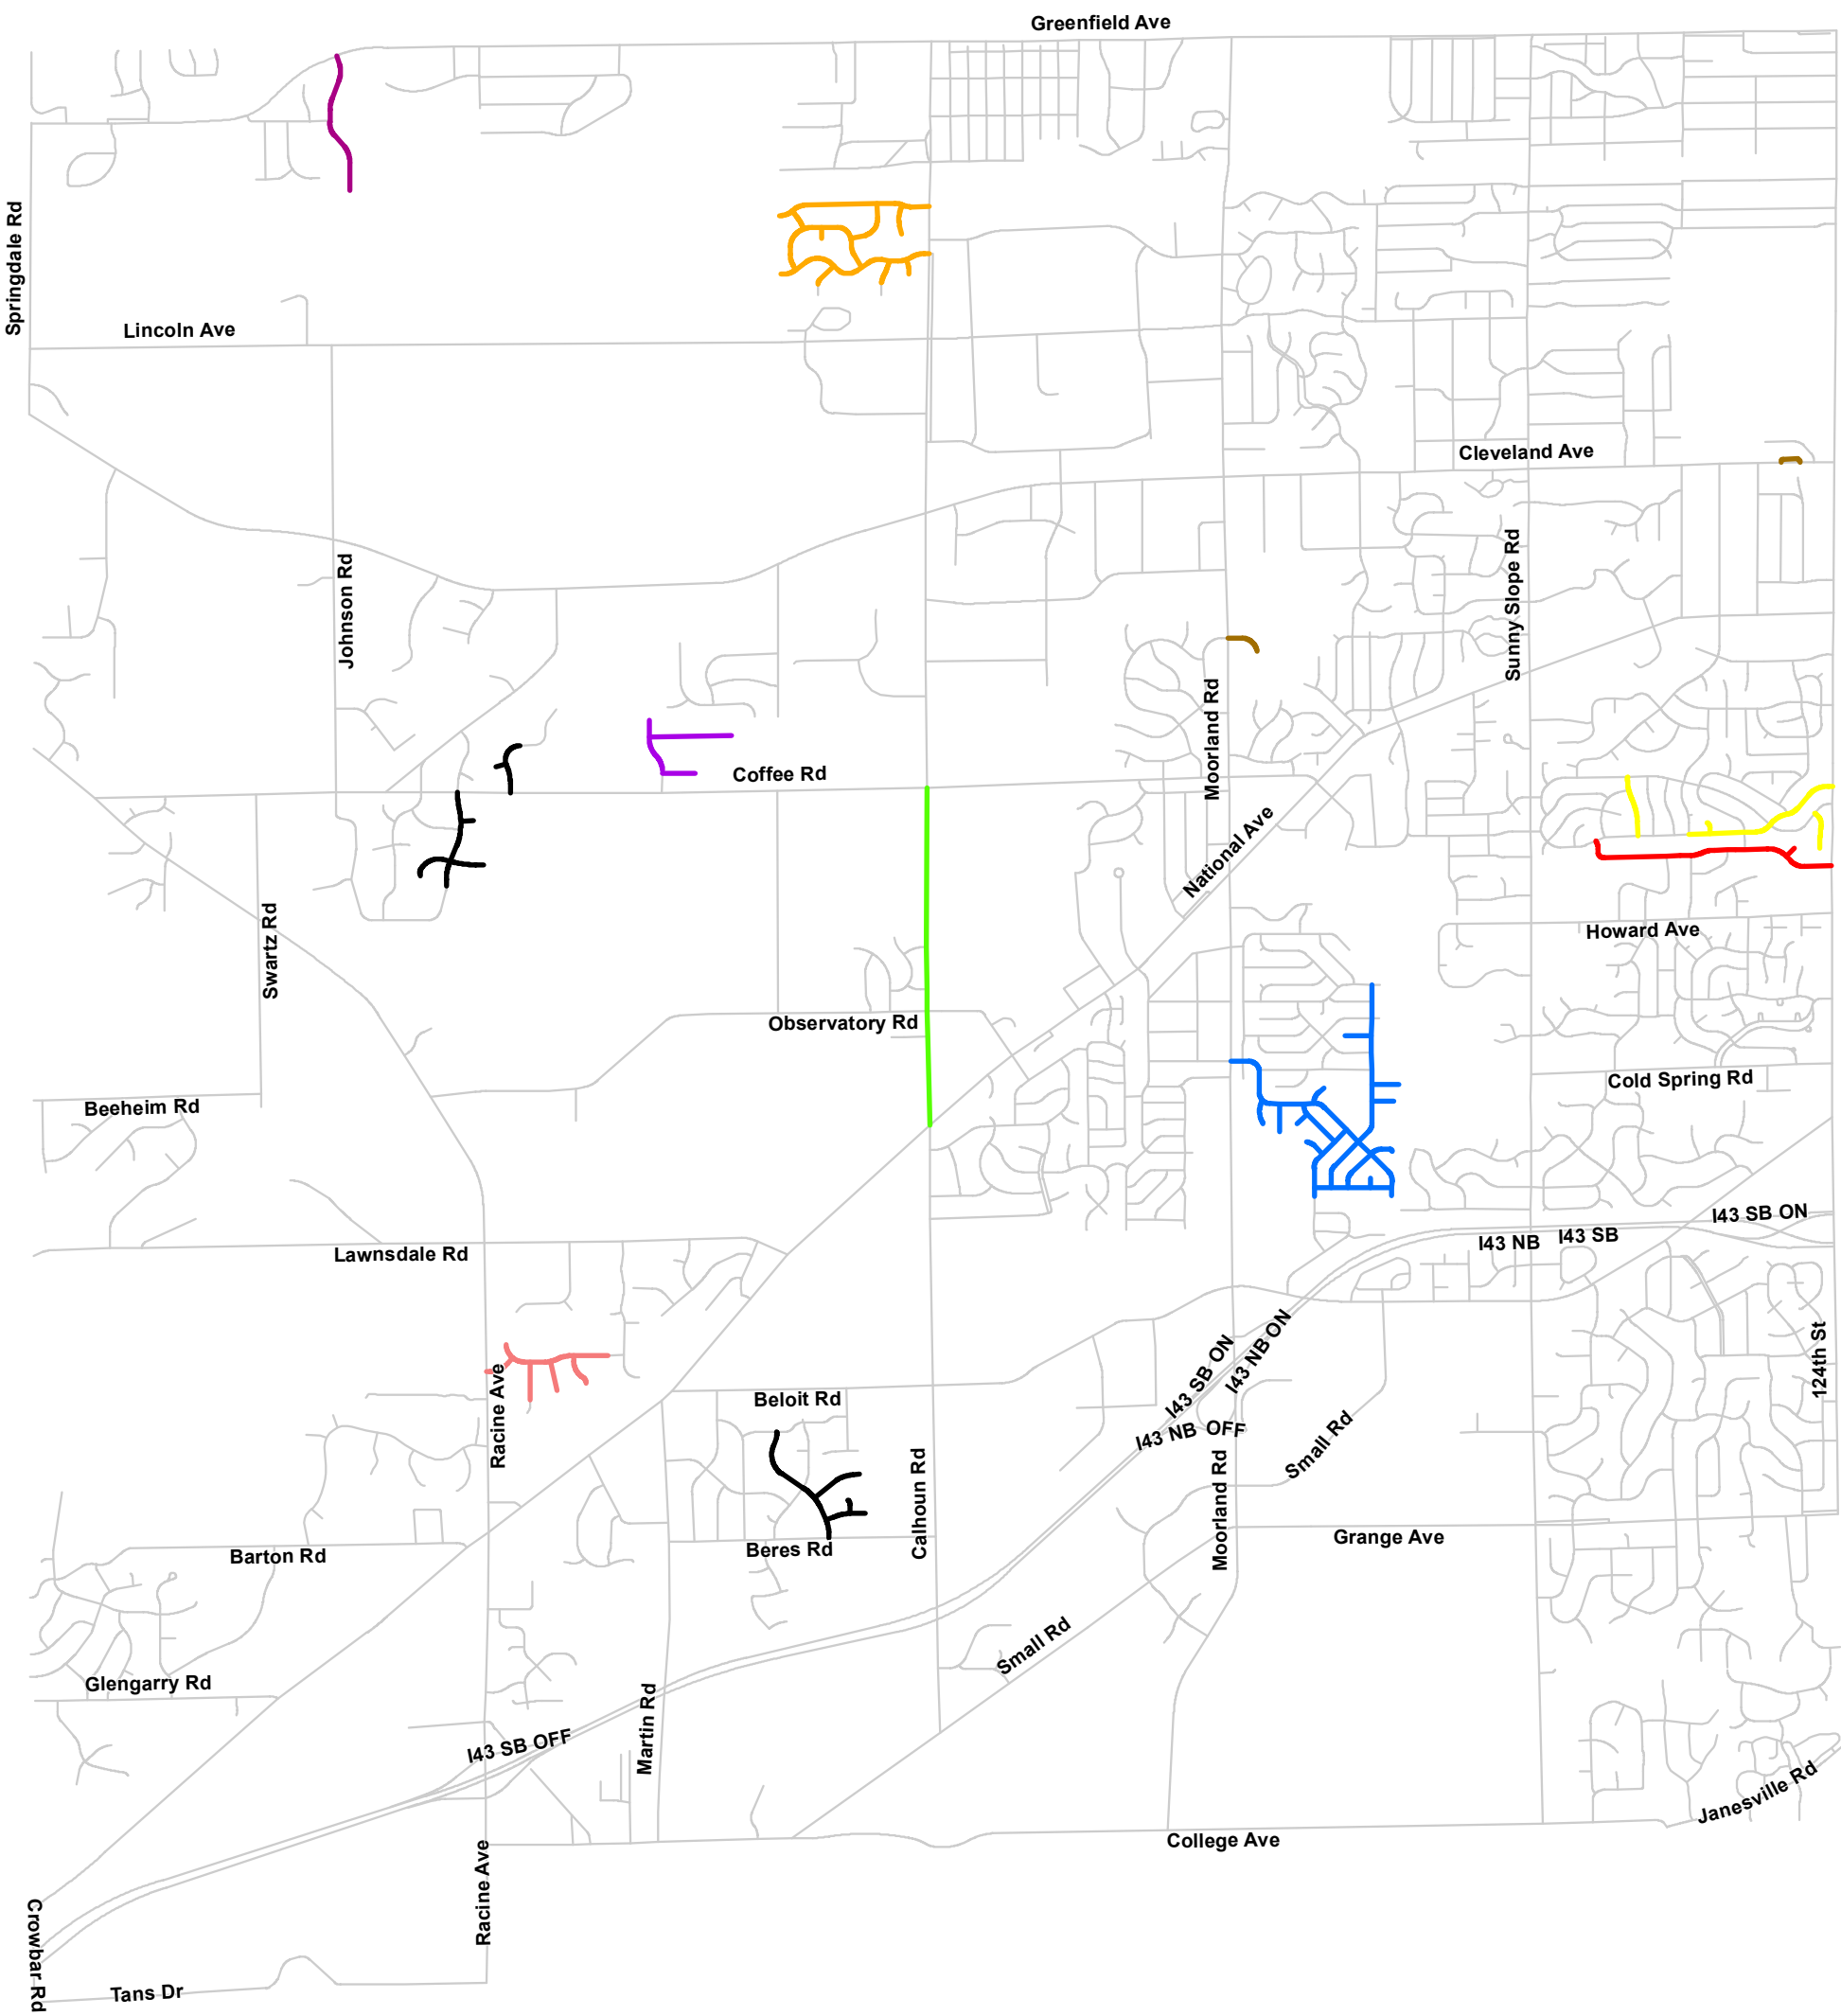 Greenfield Ave
Springdale Rd
Lincoln Ave
Cleveland Ave
Johnson Rd
Sunny Slope Rd
Moorland Rd
Coffee Rd
National Ave
Swartz Rd
Howard Ave
Observatory Rd
Cold Spring Rd
Beeheim Rd
I43 SB ON
I43 NB
I43 SB
Lawnsdale Rd
I43 SB ON
I43 NB ON
124th St
Racine Ave
Beloit Rd
I43 NB OFF
Small Rd
Calhoun Rd
Moorland Rd
Grange Ave
Barton Rd
Beres Rd
Small Rd
Glengarry Rd
Martin Rd
I43 SB OFF
Janesville Rd
College Ave
Racine Ave
Crowbar Rd
Tans Dr